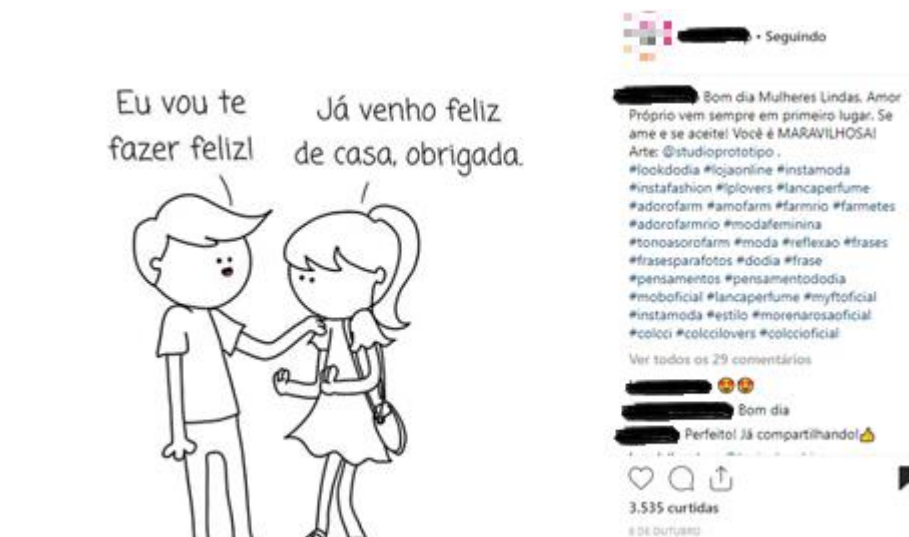 Eu vou te
fazer feliz!
Já venho feliz
de casa, obrigada.
• Seguindo
Bom dia Mulheres Lindas. Amor
Próprio vem sempre em primeiro lugar. Se
ame e se aceite! Você é MARAVILHOSA!
Arte: @studioprototipo .
#lookdodia #lojaonline #instamoda
#instafashion #lplovers #lancaperfume
#adorofarm #amofarm #farmrio #farmetes
#adorofarmrio #modafeminina
#tonoasorofarm #moda #reflexao #frases
#frasesparafotos #dodia #frase
#pensamentos #pensamentododia
#moboficial #lancaperfume #myftoficial
#instamoda #estilo #morenarosaoficial
#colcci #colccilovers #colccioficial
Ver todos os 29 comentários
😍😍
Bom dia
Perfeito! Já compartilhando!👍
3.535 curtidas
6 DE OUTUBRO